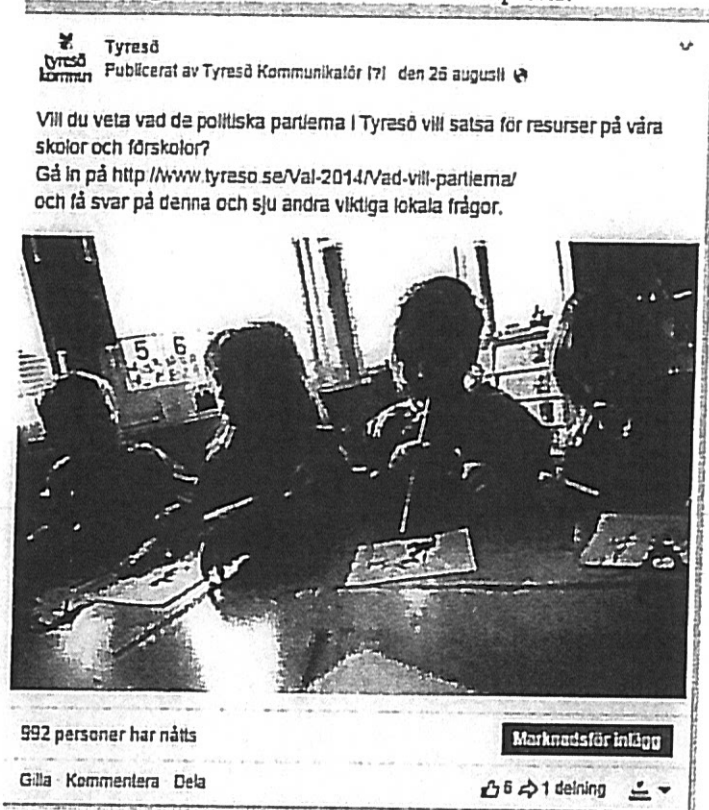 Tyresö
tyresö
kommun
Publicerat av Tyresö Kommunikatör [?] den 26 augusti
Vill du veta vad de politiska partierna i Tyresö vill satsa för resurser på våra
skolor och förskolor?
Gå in på http://www.tyreso.se/Val-2014/Vad-vill-partierna/
och få svar på denna och sju andra viktiga lokala frågor.
5 6
992 personer har nåtts
Marknadsför inlägg
Gilla · Kommentera · Dela
6 1 delning